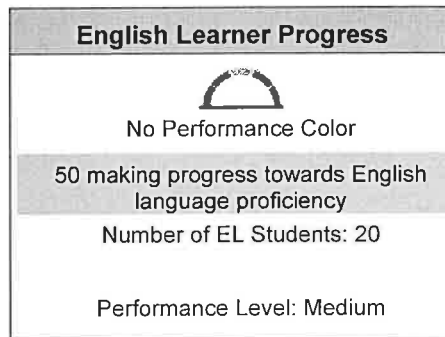 English Learner Progress
No Performance Color
50 making progress towards English
language proficiency
Number of EL Students: 20
Performance Level: Medium